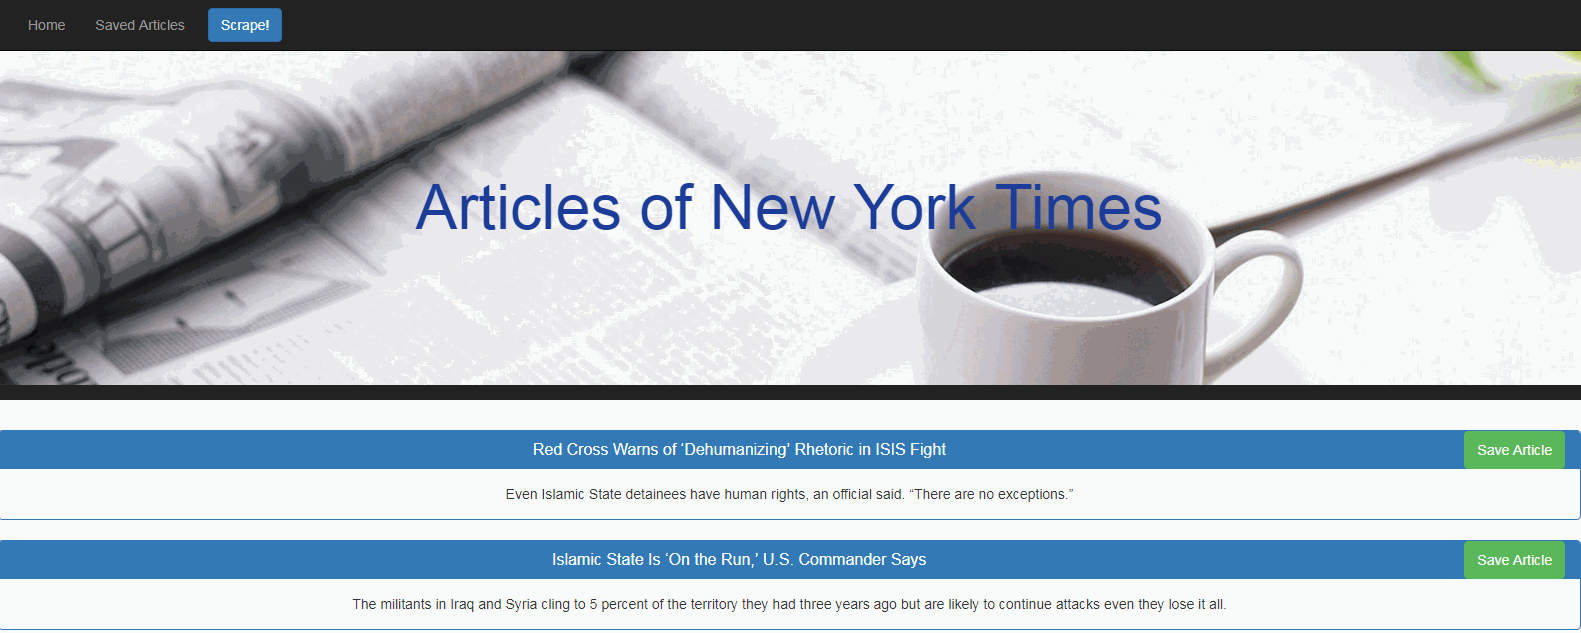 Home Saved Articles Scrape!
Articles of New York Times
Red Cross Warns of ‘Dehumanizing’ Rhetoric in ISIS Fight Save Article
Even Islamic State detainees have human rights, an official said. “There are no exceptions.”
Islamic State Is ‘On the Run,’ U.S. Commander Says Save Article
The militants in Iraq and Syria cling to 5 percent of the territory they had three years ago but are likely to continue attacks even they lose it all.